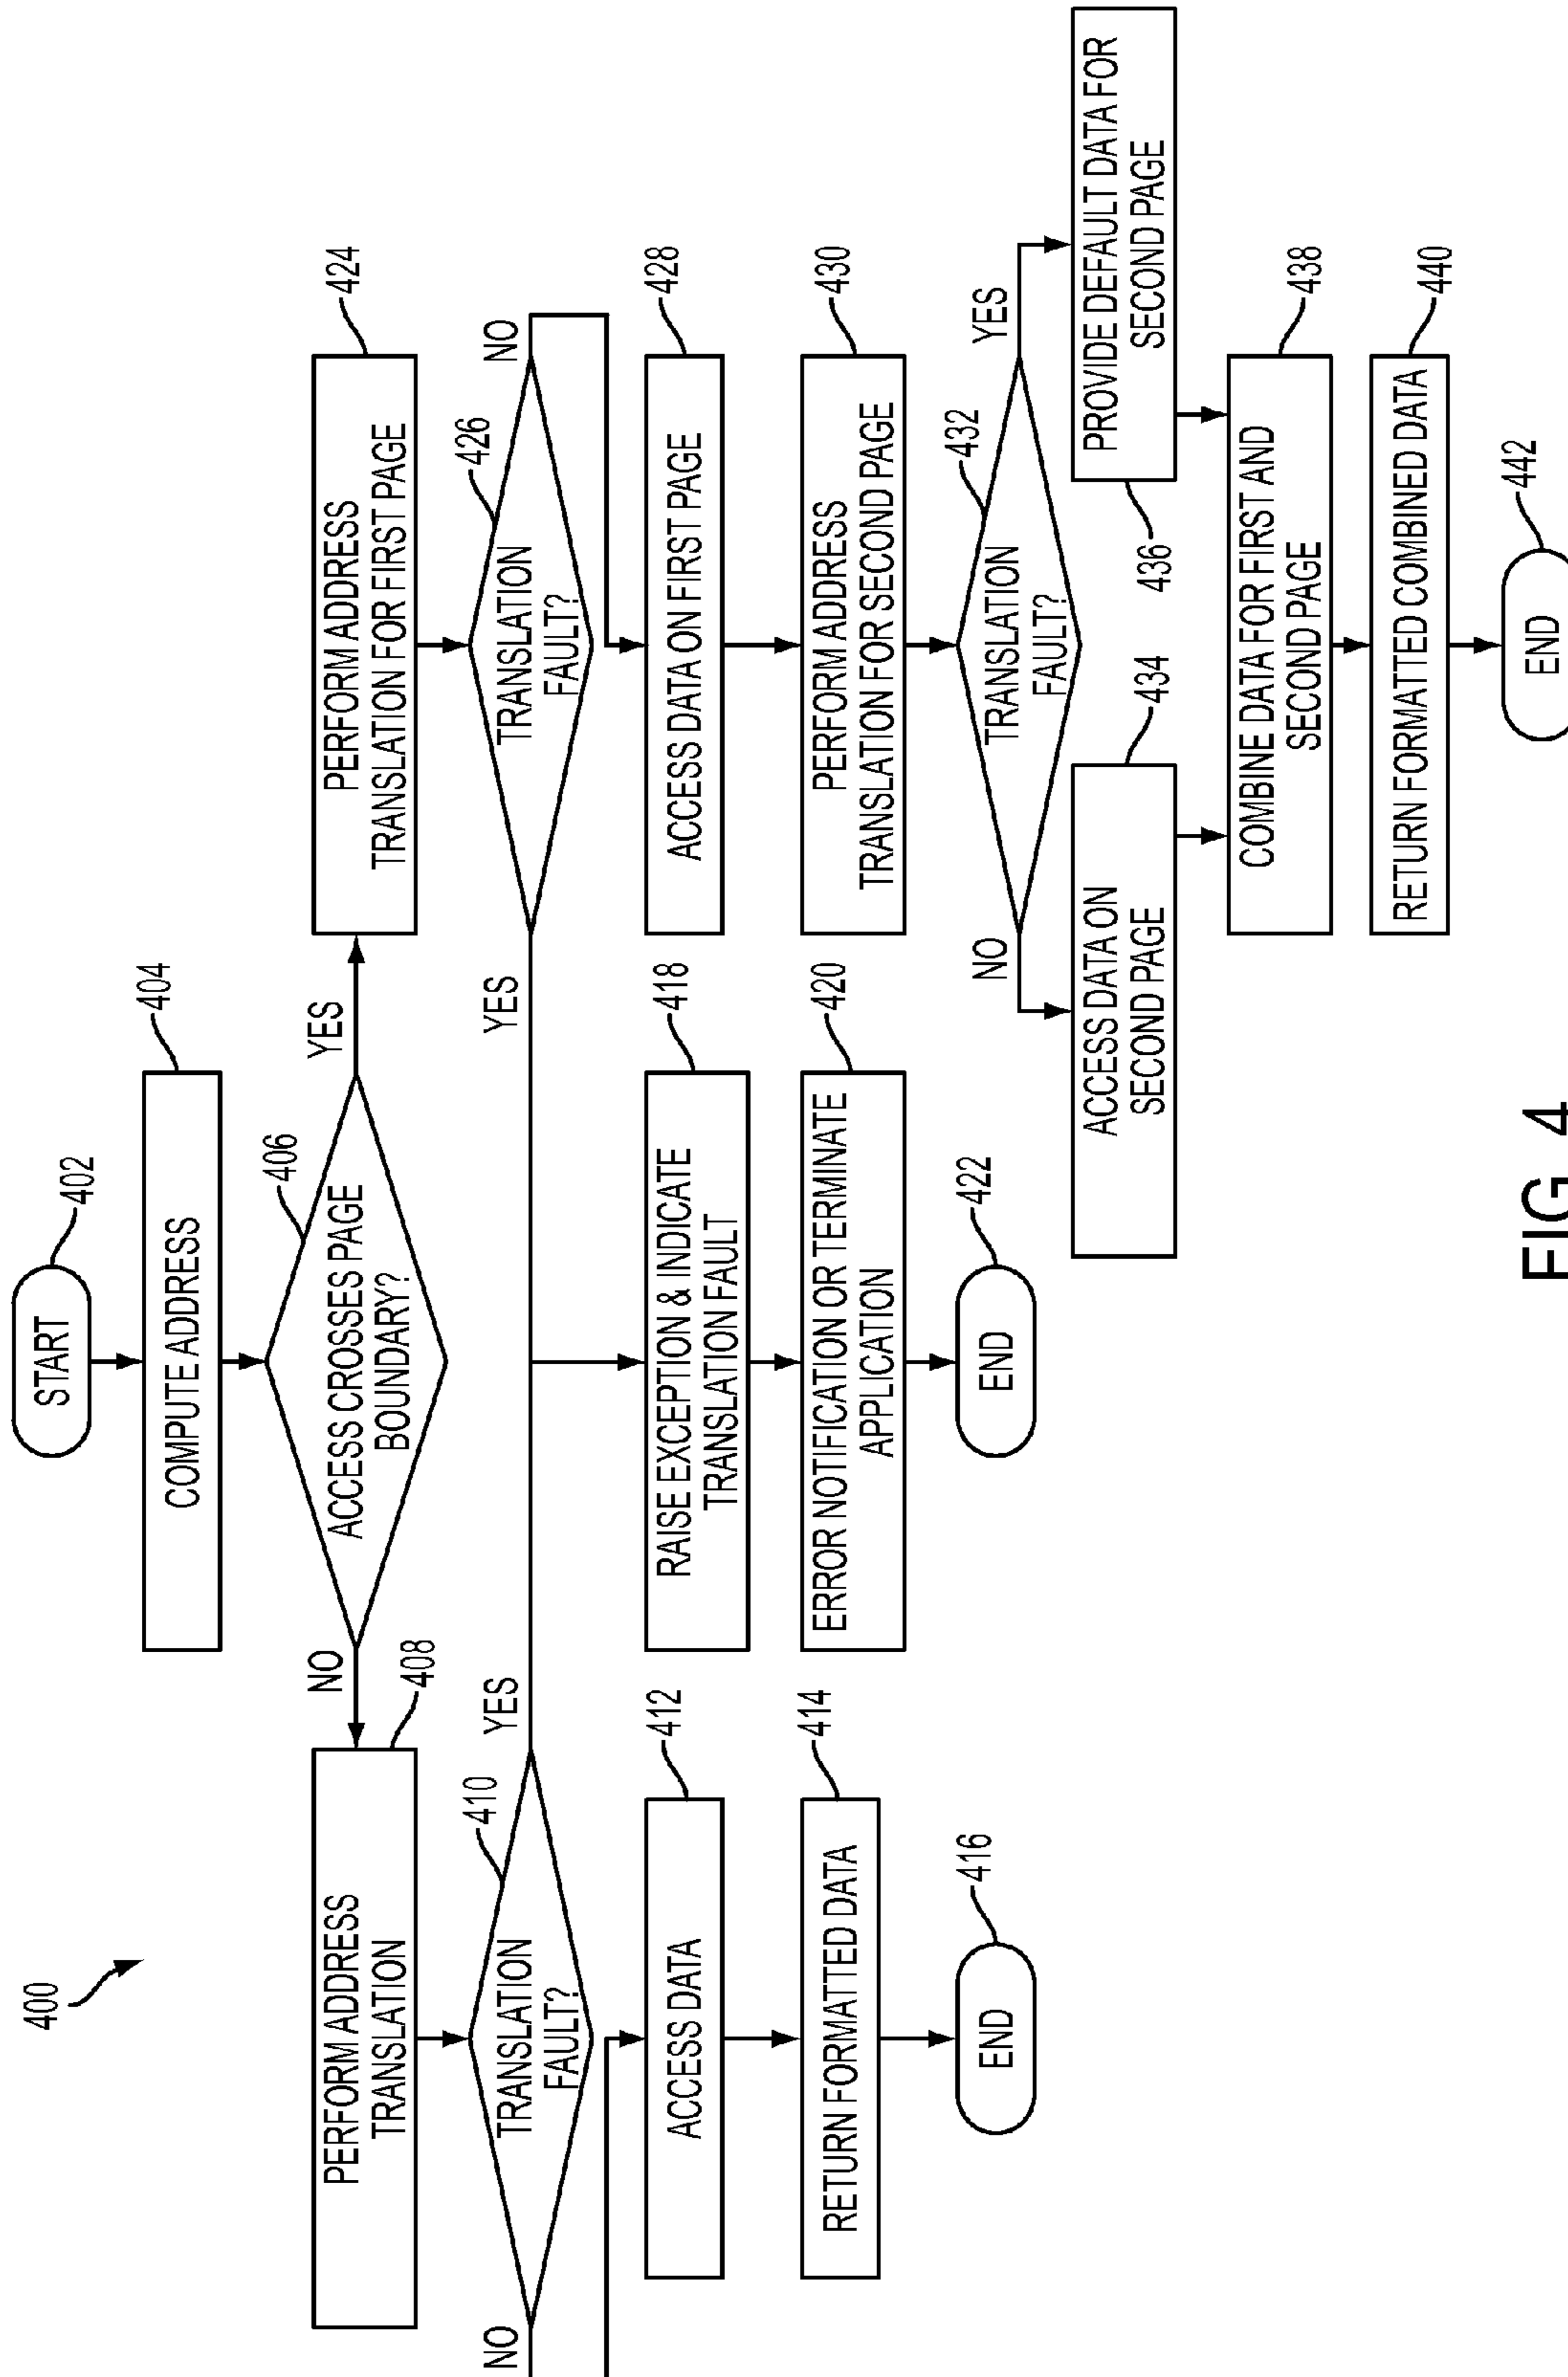 400
START
402
COMPUTE ADDRESS
404
ACCESS CROSSES PAGE
BOUNDARY?
406
NO
YES
PERFORM ADDRESS
TRANSLATION
408
TRANSLATION
FAULT?
410
NO
YES
ACCESS DATA
412
RETURN FORMATTED DATA
414
END
416
RAISE EXCEPTION & INDICATE
TRANSLATION FAULT
418
ERROR NOTIFICATION OR TERMINATE
APPLICATION
420
END
422
PERFORM ADDRESS
TRANSLATION FOR FIRST PAGE
424
TRANSLATION
FAULT?
426
YES
NO
ACCESS DATA ON FIRST PAGE
428
PERFORM ADDRESS
TRANSLATION FOR SECOND PAGE
430
TRANSLATION
FAULT?
432
NO
YES
ACCESS DATA ON
SECOND PAGE
434
PROVIDE DEFAULT DATA FOR
SECOND PAGE
436
COMBINE DATA FOR FIRST AND
SECOND PAGE
438
RETURN FORMATTED COMBINED DATA
440
END
442
FIG. 4